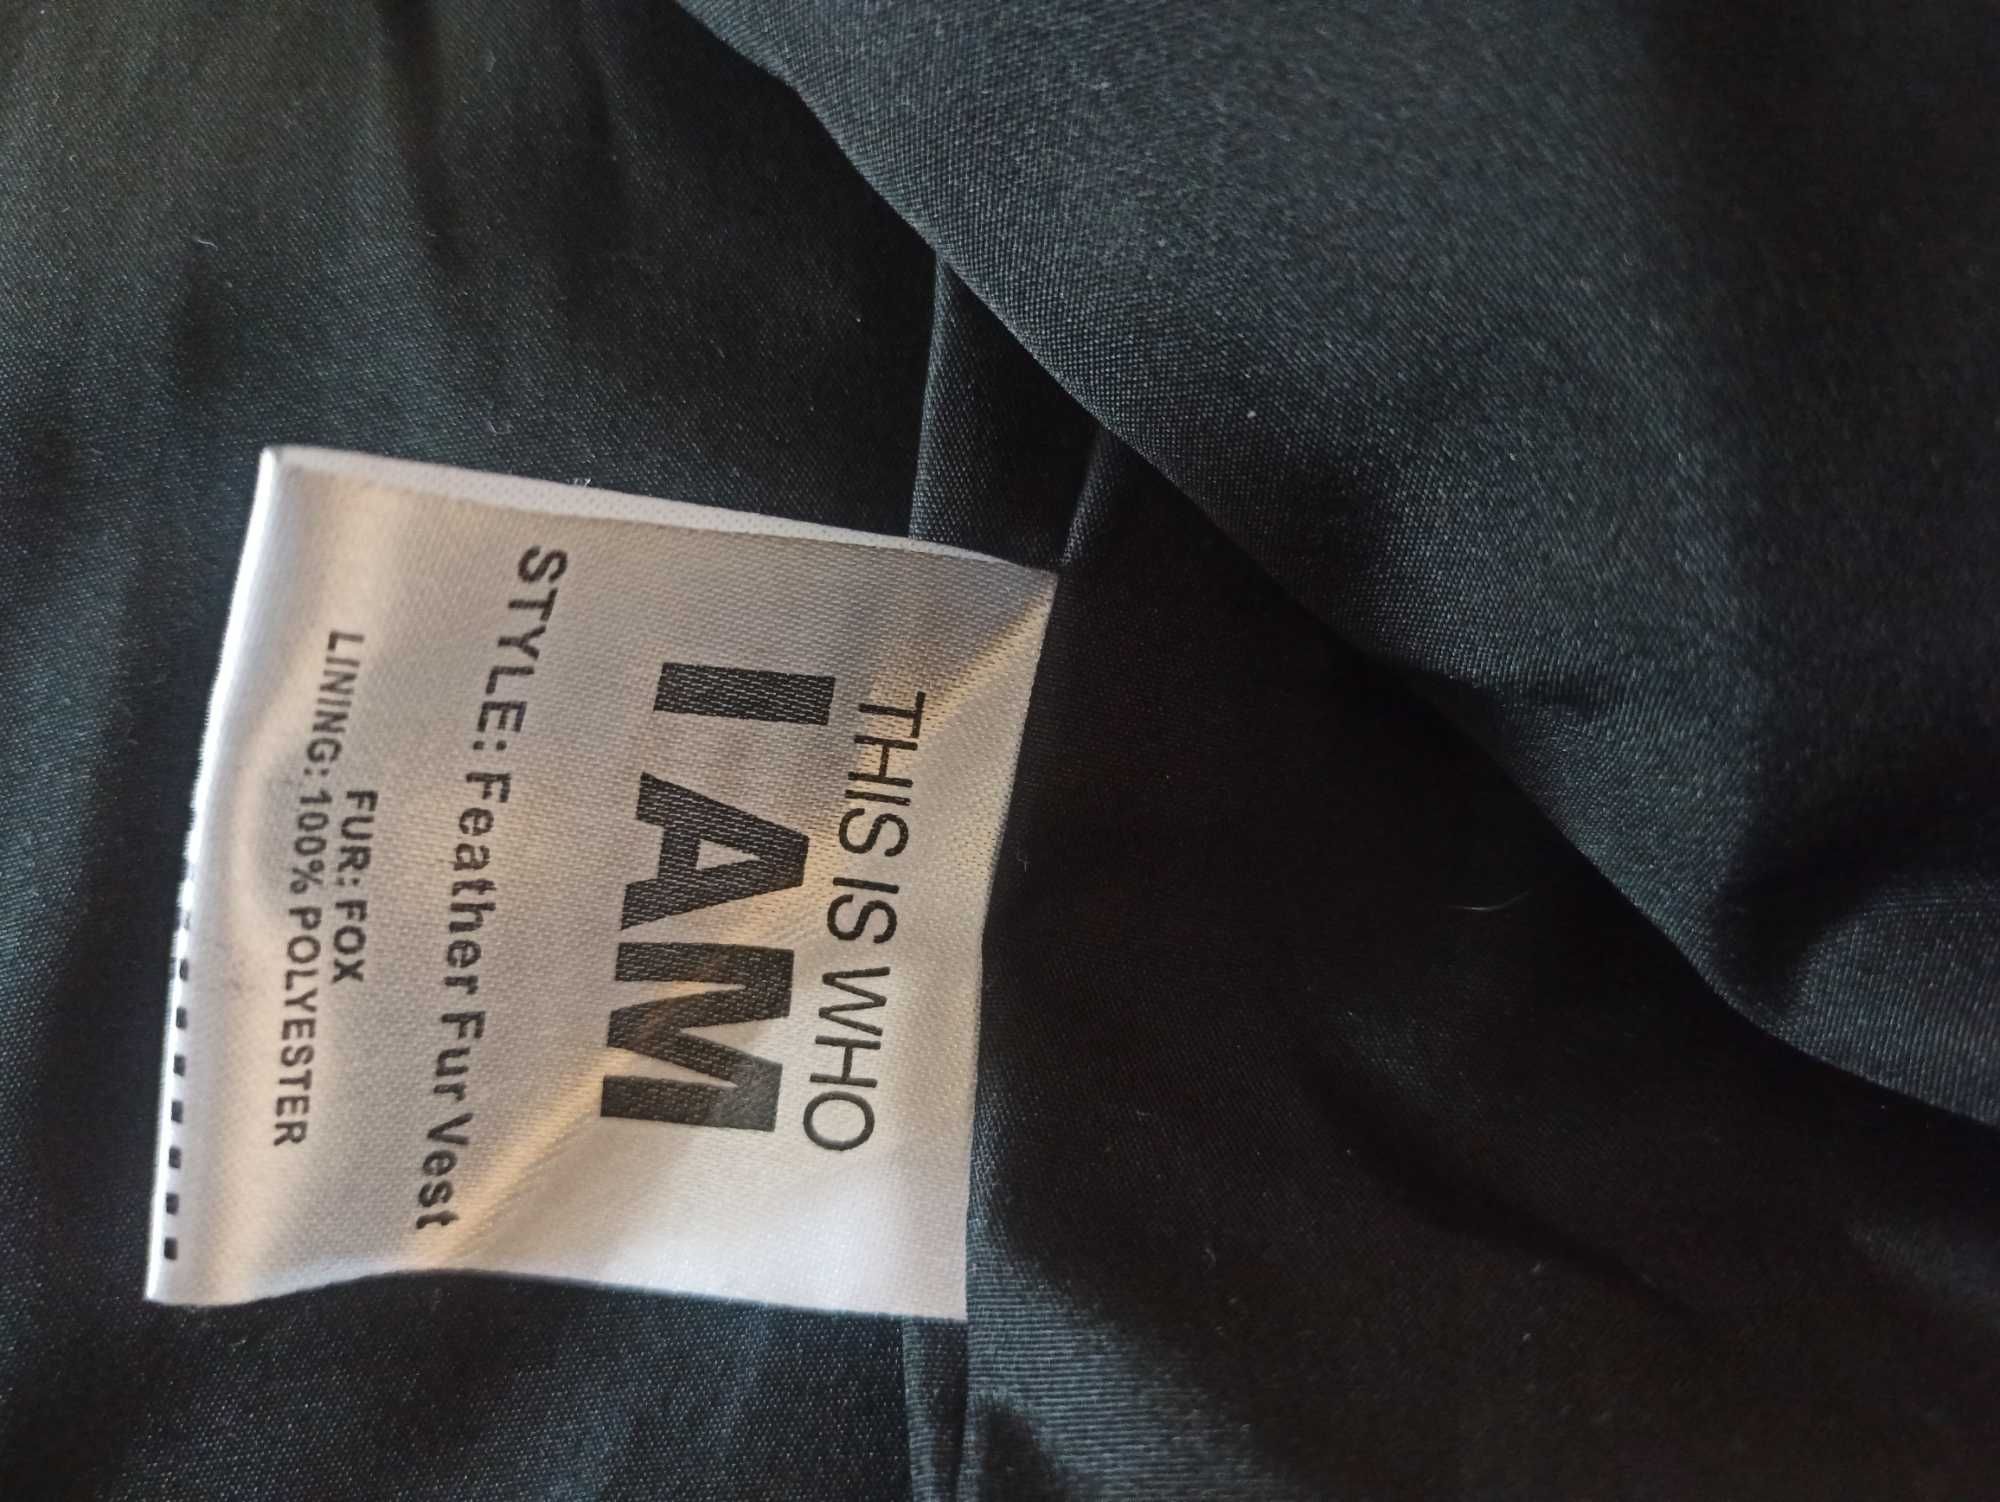 THIS IS WHO
I AM
STYLE: Feather Fur Vest
FUR: FOX
LINING: 100% POLYESTER